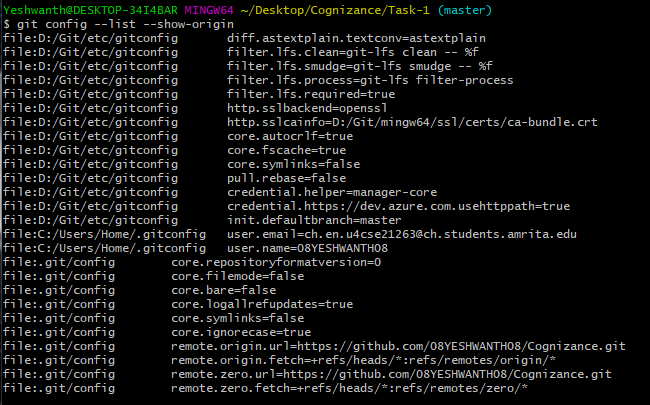 Yeshwanth@DESKTOP-34I4BAR MINGW64 ~/Desktop/Cognizance/Task-1 (master)
$ git config --list --show-origin
file:D:/Git/etc/gitconfig diff.astextplain.textconv=astextplain
file:D:/Git/etc/gitconfig filter.lfs.clean=git-lfs clean -- %f
file:D:/Git/etc/gitconfig filter.lfs.smudge=git-lfs smudge -- %f
file:D:/Git/etc/gitconfig filter.lfs.process=git-lfs filter-process
file:D:/Git/etc/gitconfig filter.lfs.required=true
file:D:/Git/etc/gitconfig http.sslbackend=openssl
file:D:/Git/etc/gitconfig http.sslcainfo=D:/Git/mingw64/ssl/certs/ca-bundle.crt
file:D:/Git/etc/gitconfig core.autocrlf=true
file:D:/Git/etc/gitconfig core.fscache=true
file:D:/Git/etc/gitconfig core.symlinks=false
file:D:/Git/etc/gitconfig pull.rebase=false
file:D:/Git/etc/gitconfig credential.helper=manager-core
file:D:/Git/etc/gitconfig credential.https://dev.azure.com.usehttppath=true
file:D:/Git/etc/gitconfig init.defaultbranch=master
file:C:/Users/Home/.gitconfig user.email=ch.en.u4cse21263@ch.students.amrita.edu
file:C:/Users/Home/.gitconfig user.name=08YESHWANTH08
file:.git/config core.repositoryformatversion=0
file:.git/config core.filemode=false
file:.git/config core.bare=false
file:.git/config core.logallrefupdates=true
file:.git/config core.symlinks=false
file:.git/config core.ignorecase=true
file:.git/config remote.origin.url=https://github.com/08YESHWANTH08/Cognizance.git
file:.git/config remote.origin.fetch=+refs/heads/*:refs/remotes/origin/*
file:.git/config remote.zero.url=https://github.com/08YESHWANTH08/Cognizance.git
file:.git/config remote.zero.fetch=+refs/heads/*:refs/remotes/zero/*